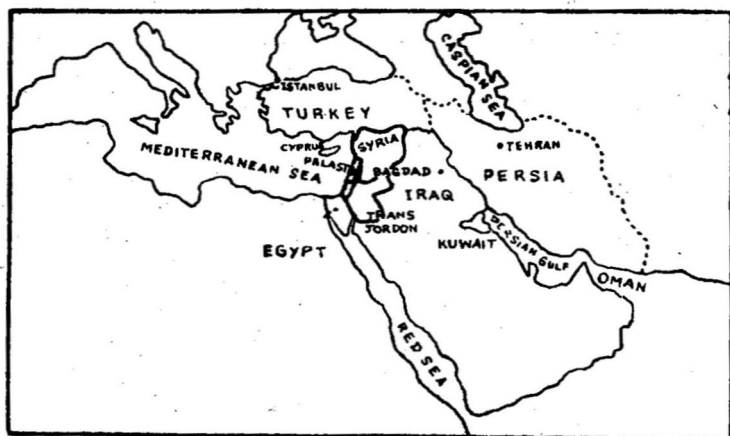 CASPIAN SEA
ISTANBUL
TURKEY
TEHRAN
CYPRUS
SYRIA
MEDITERRANEAN SEA
PALAST
BAGDAD
PERSIA
IRAQ
TRANS
JORDON
KUWAIT
PERSIAN GULF
EGYPT
OMAN
RED SEA